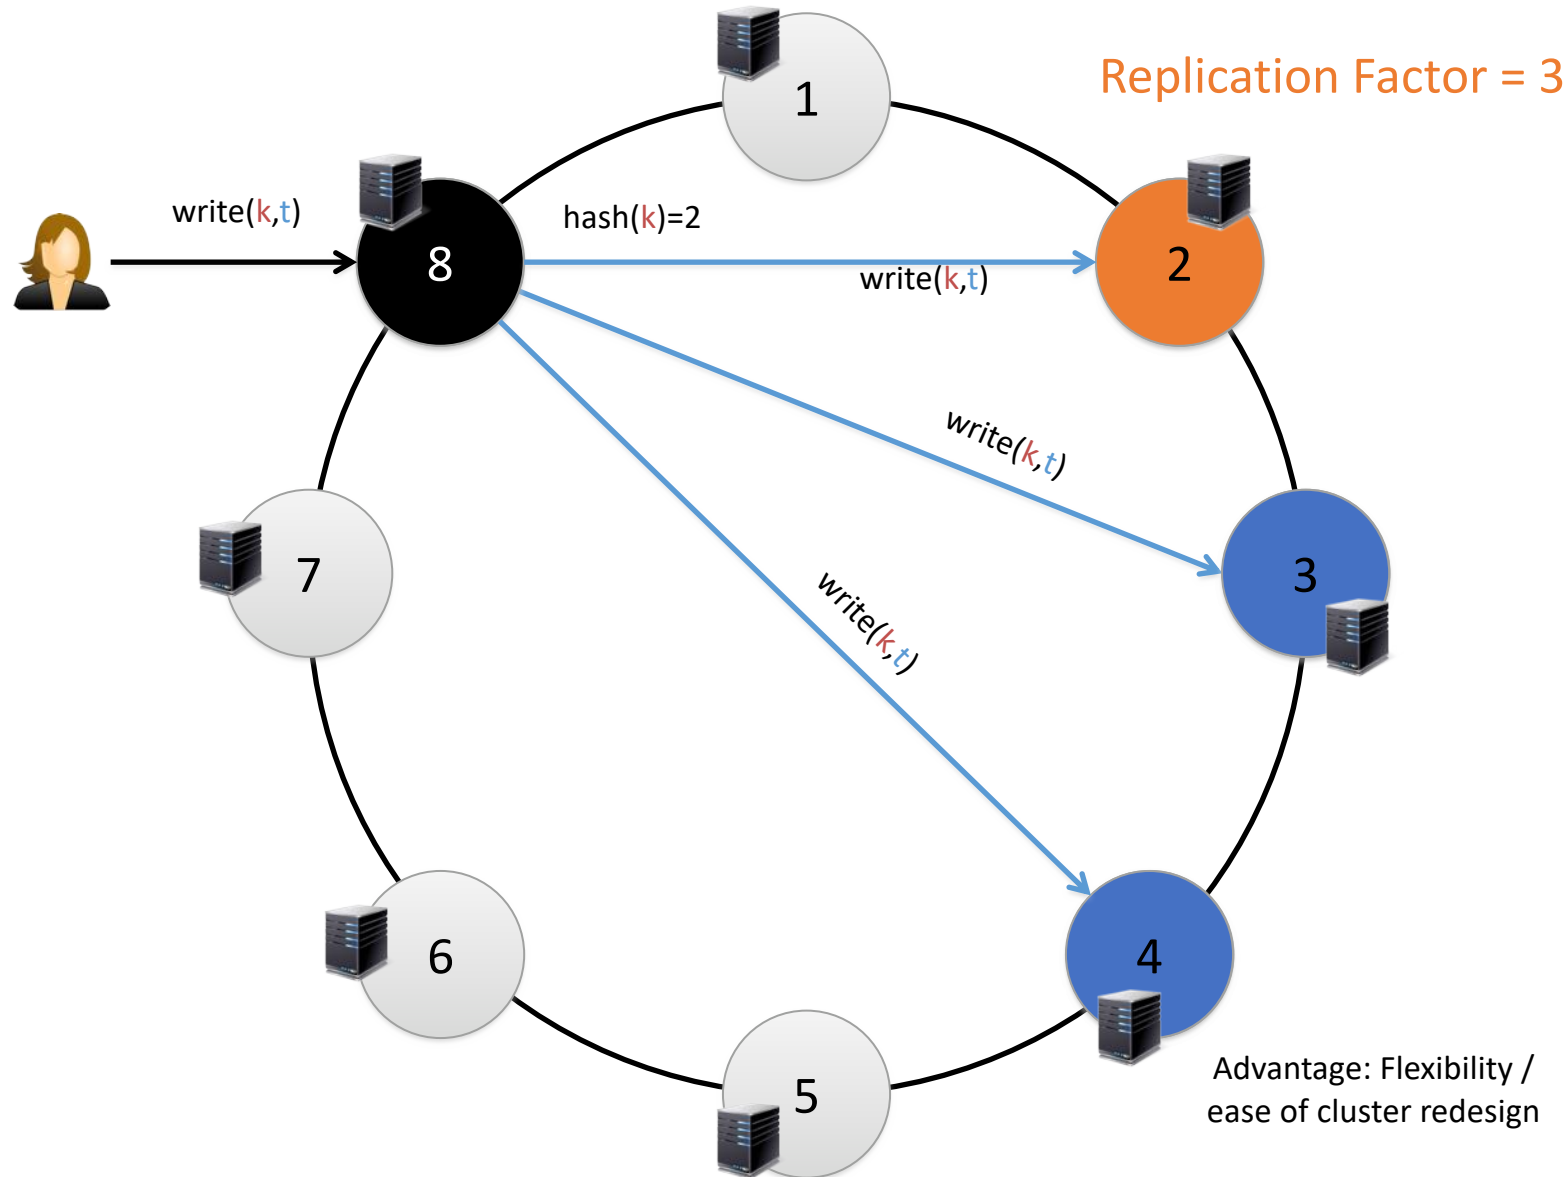 1
Replication Factor = 3
write(k,t)
hash(k)=2
8
2
write(k,t)
write(k,t)
7
3
write(k,t)
6
4
Advantage: Flexibility /
ease of cluster redesign
5